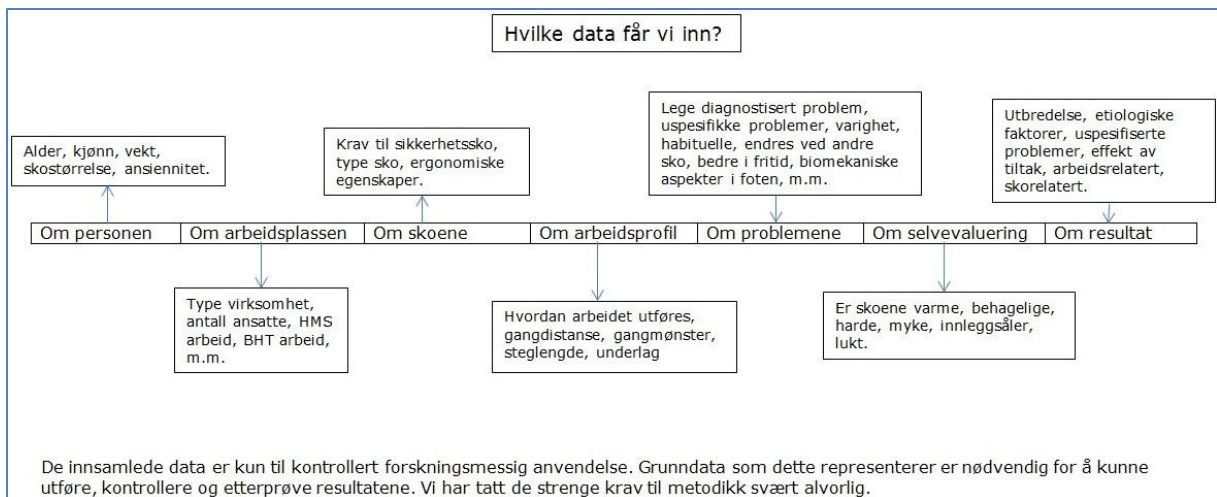 Hvilke data får vi inn?
Alder, kjønn, vekt,
skostørrelse, ansiennitet.
Krav til sikkerhetssko,
type sko, ergonomiske
egenskaper.
Lege diagnostisert problem,
uspesifikke problemer, varighet,
habituelle, endres ved andre
sko, bedre i fritid, biomekaniske
aspekter i foten, m.m.
Utbredelse, etiologiske
faktorer, uspesifiserte
problemer, effekt av
tiltak, arbeidsrelatert,
skorelatert.
Om personen Om arbeidsplassen Om skoene Om arbeidsprofil Om problemene Om selvevaluering Om resultat
Type virksomhet,
antall ansatte, HMS
arbeid, BHT arbeid,
m.m.
Hvordan arbeidet utføres,
gangdistanse, gangmønster,
steglengde, underlag
Er skoene varme, behagelige,
harde, myke, innleggsåler,
lukt.
De innsamlede data er kun til kontrollert forskningsmessig anvendelse. Grunndata som dette representerer er nødvendig for å kunne
utføre, kontrollere og etterprøve resultatene. Vi har tatt de strenge krav til metodikk svært alvorlig.